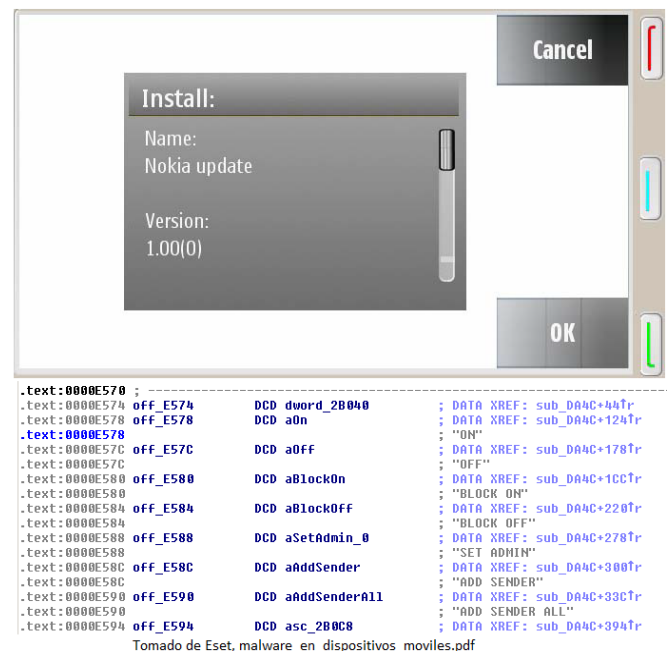 Cancel
Install:
Name:
Nokia update
Version:
1.00(0)
OK
.text:0000E570 ; ---------------------------------------------------------------
.text:0000E574 off_E574 DCD dword_2B040 ; DATA XREF: sub_DA4C+44↑r
.text:0000E578 off_E578 DCD aOn ; DATA XREF: sub_DA4C+124↑r
.text:0000E578 ; "ON"
.text:0000E57C off_E57C DCD aOff ; DATA XREF: sub_DA4C+178↑r
.text:0000E57C ; "OFF"
.text:0000E580 off_E580 DCD aBlockOn ; DATA XREF: sub_DA4C+1CC↑r
.text:0000E580 ; "BLOCK ON"
.text:0000E584 off_E584 DCD aBlockOff ; DATA XREF: sub_DA4C+220↑r
.text:0000E584 ; "BLOCK OFF"
.text:0000E588 off_E588 DCD aSetAdmin_0 ; DATA XREF: sub_DA4C+278↑r
.text:0000E588 ; "SET ADMIN"
.text:0000E58C off_E58C DCD aAddSender ; DATA XREF: sub_DA4C+300↑r
.text:0000E58C ; "ADD SENDER"
.text:0000E590 off_E590 DCD aAddSenderAll ; DATA XREF: sub_DA4C+33C↑r
.text:0000E590 ; "ADD SENDER ALL"
.text:0000E594 off_E594 DCD asc_2B0C8 ; DATA XREF: sub_DA4C+394↑r
Tomado de Eset, malware_en_dispositivos_moviles.pdf